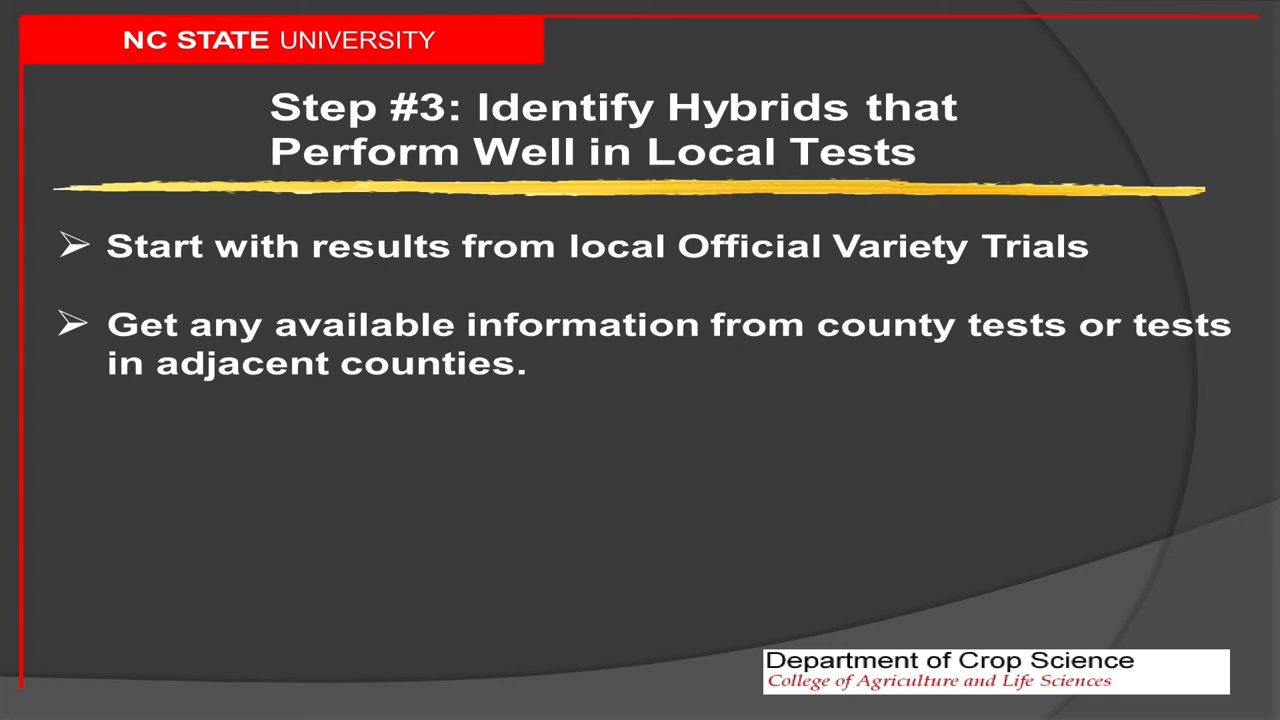 NC STATE UNIVERSITY
Step #3: Identify Hybrids that
Perform Well in Local Tests
Start with results from local Official Variety Trials
Get any available information from county tests or tests
in adjacent counties.
Department of Crop Science
College of Agriculture and Life Sciences